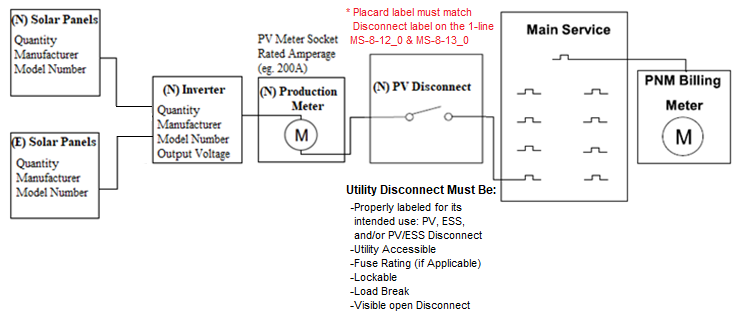 (N) Solar Panels
Quantity
Manufacturer
Model Number
(E) Solar Panels
Quantity
Manufacturer
Model Number
(N) Inverter
Quantity
Manufacturer
Model Number
Output Voltage
PV Meter Socket
Rated Amperage
(eg. 200A)
(N) Production
Meter
M
* Placard label must match
Disconnect label on the 1-line
MS-8-12_0 & MS-8-13_0
(N) PV Disconnect
Utility Disconnect Must Be:
-Properly labeled for its
intended use: PV, ESS,
and/or PV/ESS Disconnect
-Utility Accessible
-Fuse Rating (if Applicable)
-Lockable
-Load Break
-Visible open Disconnect
Main Service
PNM Billing
Meter
M